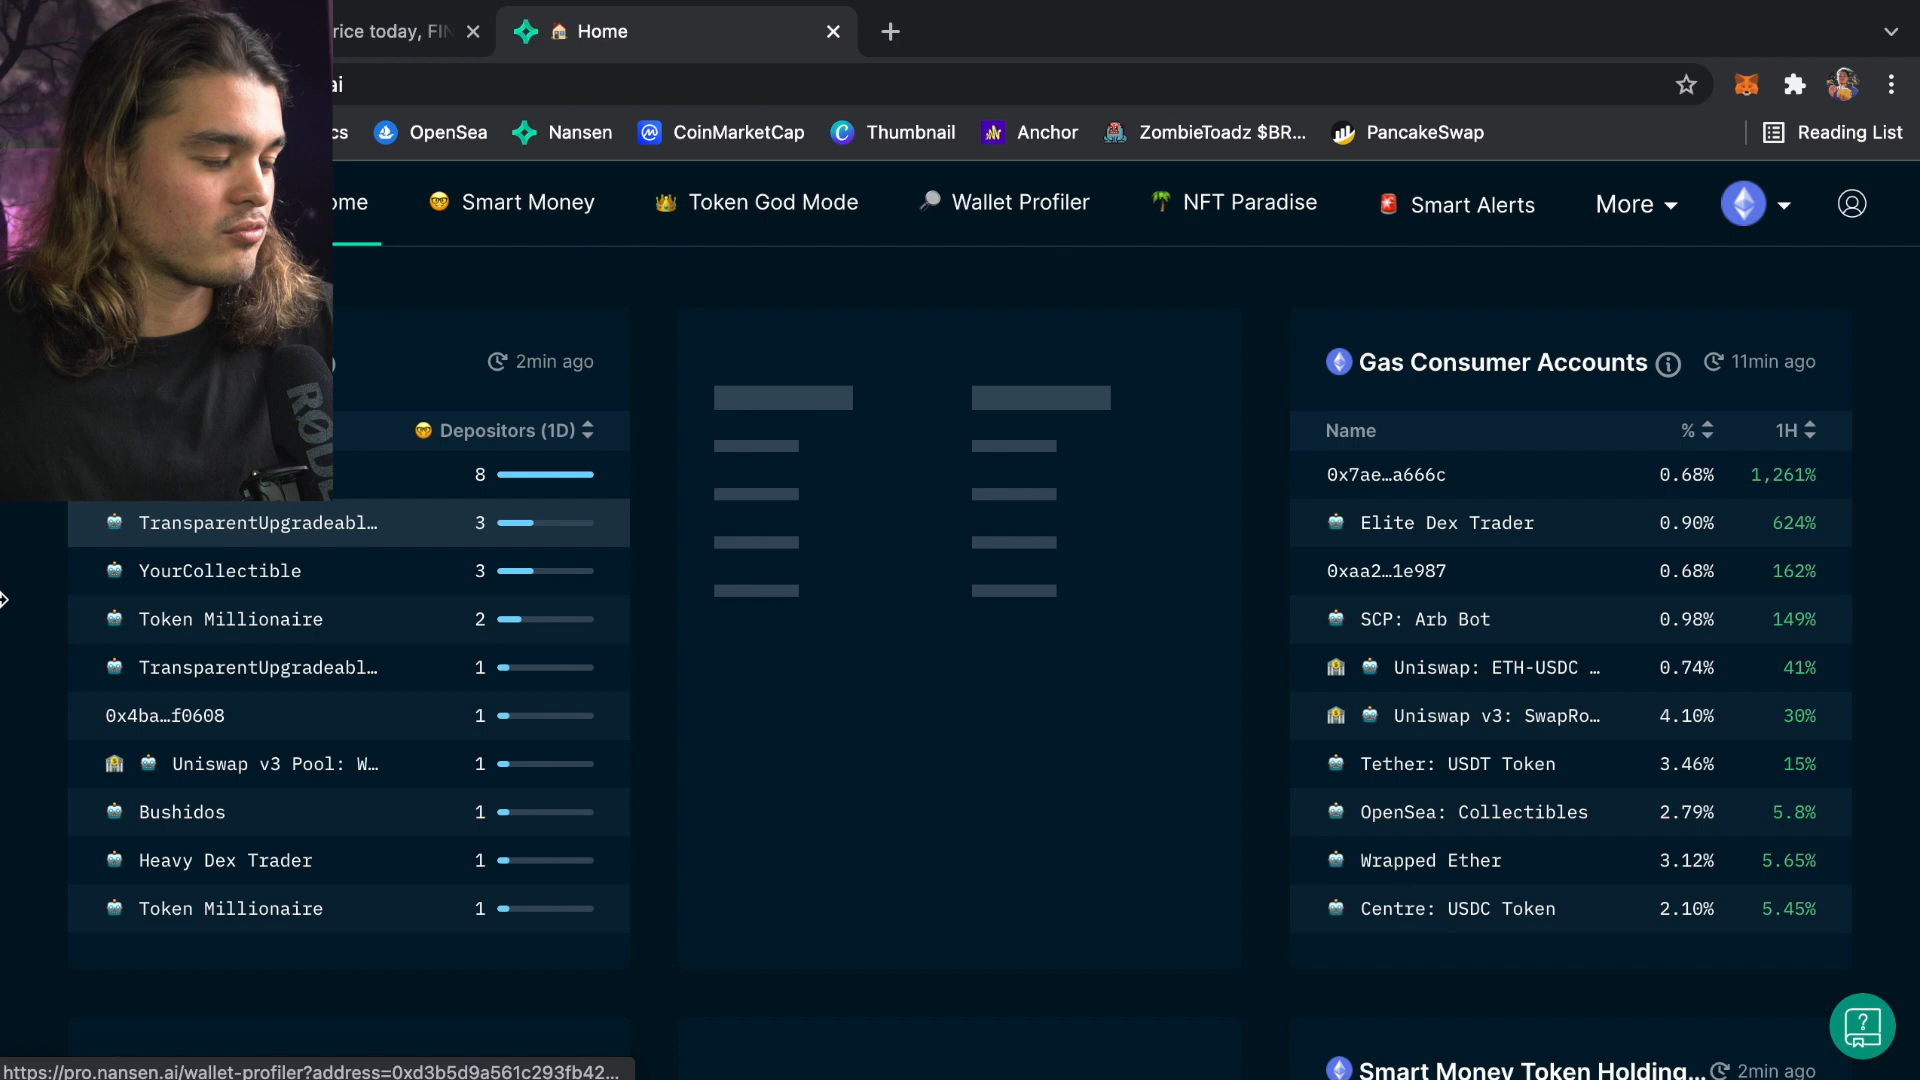 rice today, FIN
Home
ai
cs
OpenSea
Nansen
CoinMarketCap
Thumbnail
Anchor
ZombieToadz $BR...
PancakeSwap
Reading List
ome
Smart Money
Token God Mode
Wallet Profiler
NFT Paradise
Smart Alerts
More
2min ago
Depositors (1D)
8
TransparentUpgradeabl… 3
YourCollectible 3
Token Millionaire 2
TransparentUpgradeabl… 1
0x4ba…f0608 1
Uniswap v3 Pool: W… 1
Bushidos 1
Heavy Dex Trader 1
Token Millionaire 1
Gas Consumer Accounts 11min ago
Name % 1H
0x7ae…a666c 0.68% 1,261%
Elite Dex Trader 0.90% 624%
0xaa2…1e987 0.68% 162%
SCP: Arb Bot 0.98% 149%
Uniswap: ETH-USDC … 0.74% 41%
Uniswap v3: SwapRo… 4.10% 30%
Tether: USDT Token 3.46% 15%
OpenSea: Collectibles 2.79% 5.8%
Wrapped Ether 3.12% 5.65%
Centre: USDC Token 2.10% 5.45%
Smart Money Token Holding... 2min ago
https://pro.nansen.ai/wallet-profiler?address=0xd3b5d9a561c293fb42...
RØD